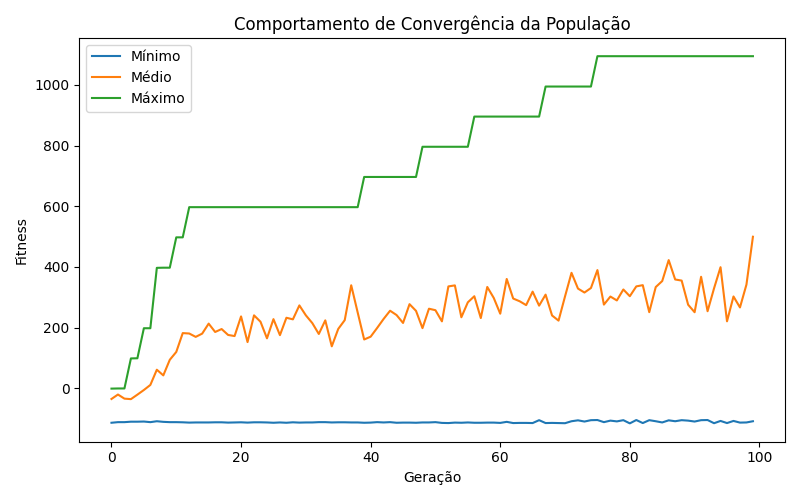 Comportamento de Convergência da População
Mínimo
Médio
Máximo
Fitness
1000
800
600
400
200
0
0 20 40 60 80 100
Geração